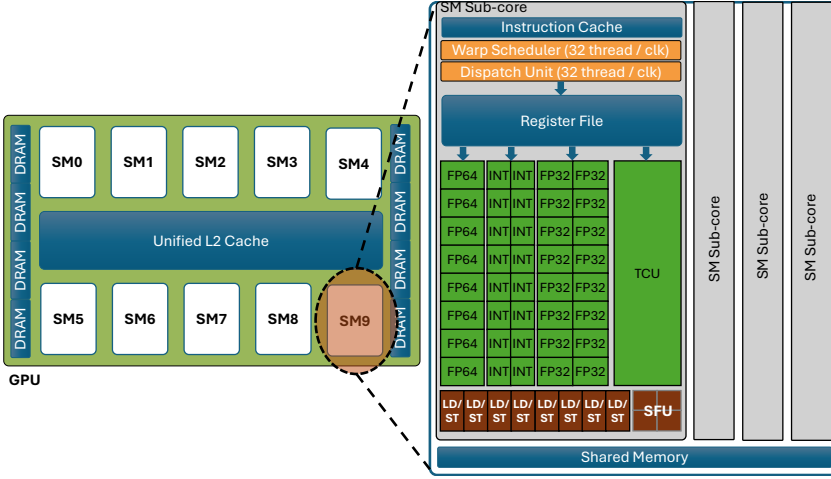 SM Sub-core
Instruction Cache
Warp Scheduler (32 thread / clk)
Dispatch Unit (32 thread / clk)
Register File
FP64 INT INT FP32 FP32
FP64 INT INT FP32 FP32
FP64 INT INT FP32 FP32
FP64 INT INT FP32 FP32
FP64 INT INT FP32 FP32
FP64 INT INT FP32 FP32
FP64 INT INT FP32 FP32
FP64 INT INT FP32 FP32
TCU
LD/ LD/ LD/ LD/ LD/ LD/ LD/ LD/
ST ST ST ST ST ST ST ST
SFU
SM Sub-core
SM Sub-core
SM Sub-core
Shared Memory
DRAM
DRAM
DRAM
DRAM
SM0 SM1 SM2 SM3 SM4
Unified L2 Cache
SM5 SM6 SM7 SM8 SM9
DRAM
DRAM
DRAM
DRAM
GPU